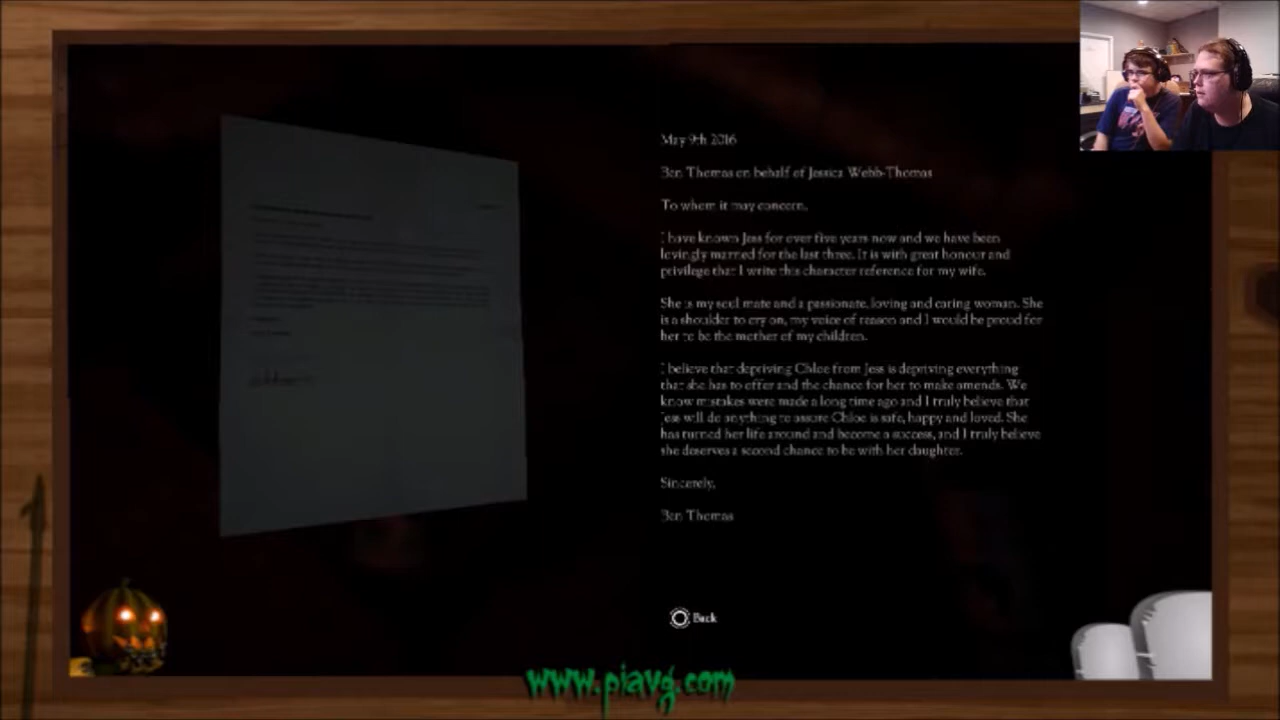 May 9th 2016
Ben Thomas on behalf of Jessica Webb-Thomas
To whom it may concern,
I have known Jess for over five years now and we have been
lovingly married for the last three. It is with great honour and
privilege that I write this character reference for my wife.
She is my soul mate and a passionate, loving and caring woman. She
is a shoulder to cry on, my voice of reason and I would be proud for
her to be the mother of my children.
I believe that depriving Chloe from Jess is depriving everything
that she has to offer and the chance for her to make amends. We
know mistakes were made a long time ago and I truly believe that
Jess will do anything to assure Chloe is safe, happy and loved. She
has turned her life around and become a success, and I truly believe
she deserves a second chance to be with her daughter.
Sincerely,
Ben Thomas
Back
www.piavg.com